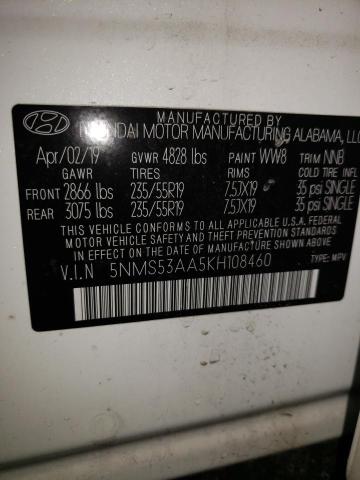 MANUFACTURED BY
HYUNDAI MOTOR MANUFACTURING ALABAMA, LLC
Apr/02/19 GVWR 4828 lbs PAINT WW8 TRIM NNB
GAWR TIRES RIMS COLD TIRE INFL
FRONT 2866 lbs 235/55R19 7.5JX19 35 psi SINGLE
REAR 3075 lbs 235/55R19 7.5JX19 35 psi SINGLE
THIS VEHICLE CONFORMS TO ALL APPLICABLE U.S. FEDERAL
MOTOR VEHICLE SAFETY STANDARDS IN EFFECT ON THE DATE OF
MANUFACTURE SHOWN ABOVE.
V.I.N 5NMS53AA5KH108460
TYPE: MPV